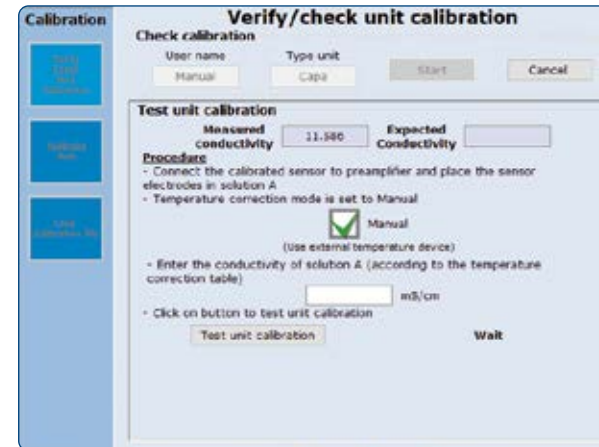 Calibration
Verify/check unit calibration
Check calibration
User name
Type unit
Manual
Capa
Start
Cancel
Test unit calibration
Measured conductivity
11.586
Expected Conductivity
Procedure
- Connect the calibrated sensor to preamplifier and place the sensor
electrodes in solution A
- Temperature correction mode is set to Manual
Manual
(Use external temperature device)
- Enter the conductivity of solution A (according to the temperature
correction table)
mS/cm
- Click on button to test unit calibration
Test unit calibration
Wait